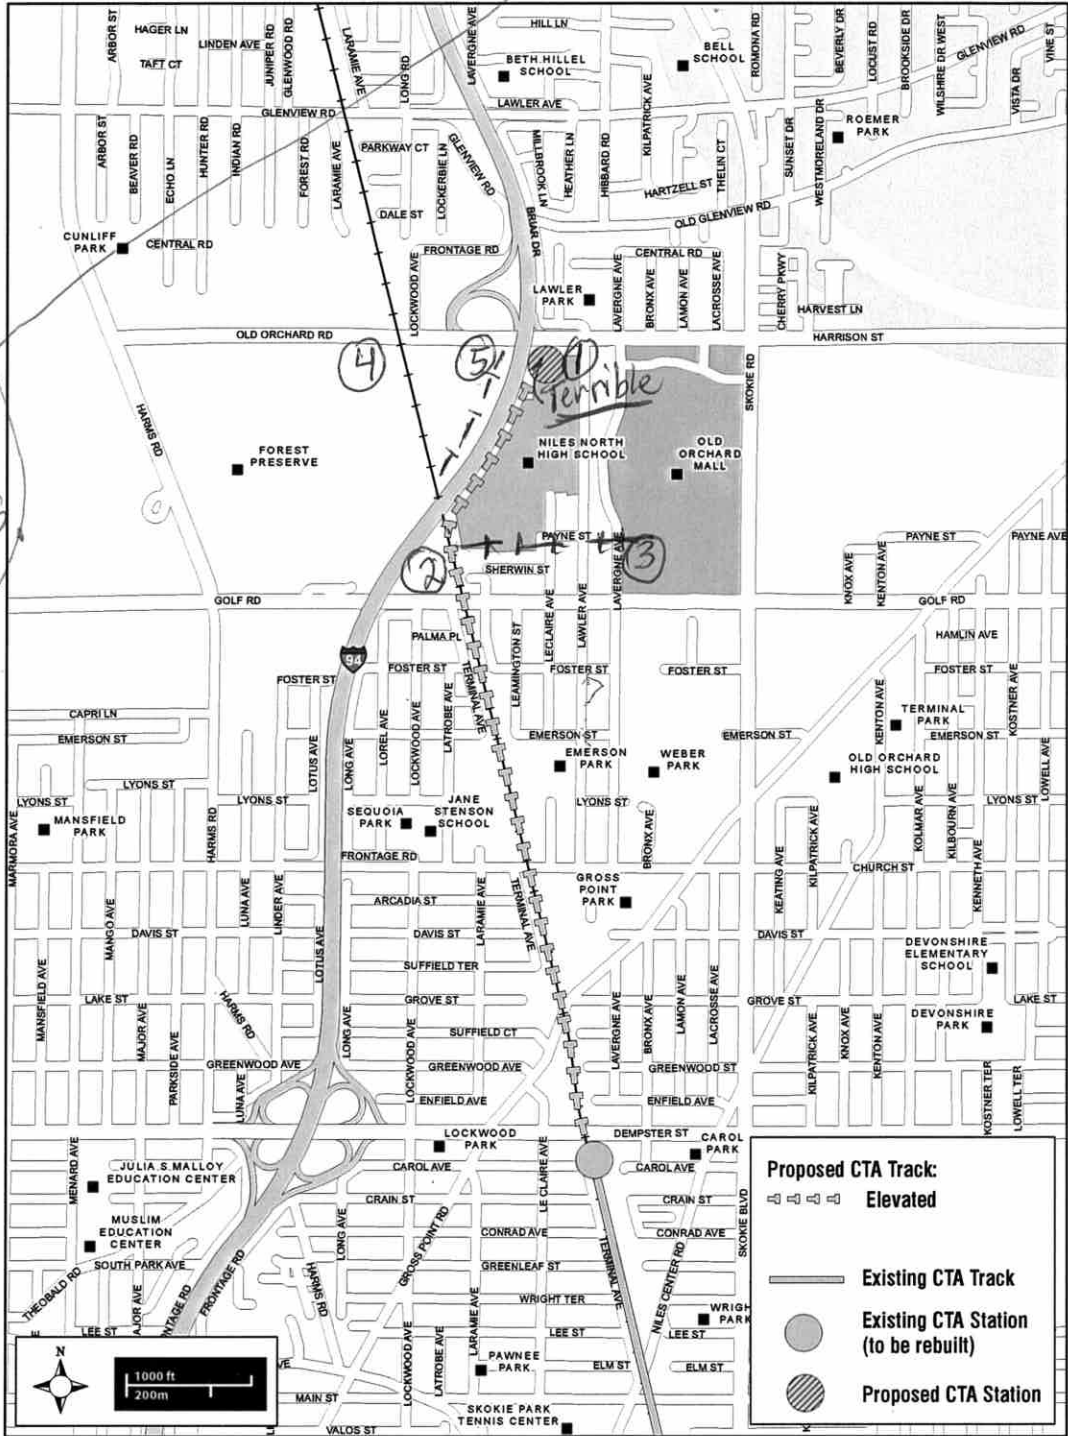 ARBOR ST
HAGER LN
LINDEN AVE
TAFT CT
JUNIPER RD
GLENWOOD RD
LARAMIE AVE
LONG RD
LAVERGNE AVE
HILL LN
BETH HILLEL
SCHOOL
BELL
SCHOOL
ROMONA RD
BEVERLY DR
LOCUST RD
BROOKSIDE DR
WILSHIRE DR WEST
GLENVIEW RD
VINE ST
VISTA DR
GLENVIEW RD
LAWLER AVE
ROEMER
PARK
ARBOR ST
BEAVER RD
ECHO LN
HUNTER RD
INDIAN RD
FOREST RD
LARAMIE AVE
PARKWAY CT
LOCKERBIE LN
GLENVIEW RD
MILLBROOK LN
HEATHER LN
HIBBARD RD
KILPATRICK AVE
HARTZELL ST
THELIN CT
SUNSET DR
WESTMORELAND DR
DALE ST
OLD GLENVIEW RD
CUNLIFF
PARK
CENTRAL RD
FRONTAGE RD
BRIAR DR
CENTRAL RD
LOCKWOOD AVE
LAWLER
PARK
LAVERGNE AVE
BRONX AVE
LAMON AVE
LACROSSE AVE
CHERRY PKWY
HARVEST LN
OLD ORCHARD RD
HARRISON ST
4
5
1
Terrible
SKOKIE RD
HARMS RD
FOREST
PRESERVE
NILES NORTH
HIGH SCHOOL
OLD
ORCHARD
MALL
PAYNE ST
PAYNE ST
PAYNE AVE
2
3
SHERWIN ST
LAVERGNE AVE
KNOX AVE
KENTON AVE
GOLF RD
GOLF RD
LECLAIRE AVE
LAWLER AVE
PALMA PL
HAMLIN AVE
94
FOSTER ST
FOSTER ST
TERMINAL AVE
LEAMINGTON ST
FOSTER ST
FOSTER ST
FOSTER ST
KOSTNER AVE
CAPRI LN
EMERSON ST
LOTUS AVE
LONG AVE
LOREL AVE
LOCKWOOD AVE
LATROBE AVE
EMERSON ST
EMERSON ST
KENTON AVE
TERMINAL
PARK
EMERSON ST
EMERSON
PARK
WEBER
PARK
OLD ORCHARD
HIGH SCHOOL
LOWELL AVE
LYONS ST
LYONS ST
LYONS ST
LYONS ST
LYONS ST
MARMORA AVE
MANSFIELD
PARK
HARMS RD
SEQUOIA
PARK
JANE
STENSON
SCHOOL
BRONX AVE
KEATING AVE
KILPATRICK AVE
KOLMAR AVE
KILBOURN AVE
KENNETH AVE
FRONTAGE RD
CHURCH ST
GROSS
POINT
PARK
LUNA AVE
LINDER AVE
ARCADIA ST
LARAMIE AVE
TERMINAL AVE
MANGO AVE
DAVIS ST
DAVIS ST
DAVIS ST
LOTUS AVE
DEVONSHIRE
ELEMENTARY
SCHOOL
MANSFIELD AVE
SUFFIELD TER
LAKE ST
HARMS RD
GROVE ST
GROVE ST
LAKE ST
MAJOR AVE
PARKSIDE AVE
LONG AVE
LOCKWOOD AVE
SUFFIELD CT
LAVERGNE AVE
BRONX AVE
LAMON AVE
LACROSSE AVE
KILPATRICK AVE
KNOX AVE
KENTON AVE
DEVONSHIRE
PARK
GREENWOOD AVE
GREENWOOD AVE
GREENWOOD ST
LUNA AVE
ENFIELD AVE
ENFIELD AVE
KOSTNER TER
LOWELL TER
LOCKWOOD
PARK
DEMPSTER ST
CAROL
PARK
MENARD AVE
JULIA S. MALLOY
EDUCATION CENTER
CAROL AVE
CAROL AVE
LE CLAIRE AVE
CRAIN ST
CRAIN ST
MUSLIM
EDUCATION
CENTER
LONG AVE
GROSS POINT RD
CONRAD AVE
CONRAD AVE
SKOKIE BLVD
SOUTH PARK AVE
FRONTAGE RD
HARMS RD
GREENLEAF ST
TERMINAL AVE
NILES CENTER RD
THEOBALD RD
AJOR AVE
NTAGE RD
WRIGHT TER
WRIGH
PARK
LEE ST
LARAMIE AVE
LEE ST
LEE ST
LOCKWOOD AVE
LATROBE AVE
PAWNEE
PARK
ELM ST
ELM ST
MAIN ST
SKOKIE PARK
TENNIS CENTER
VALOS ST
N
1000 ft
200m
Proposed CTA Track:
Elevated
Existing CTA Track
Existing CTA Station
(to be rebuilt)
Proposed CTA Station